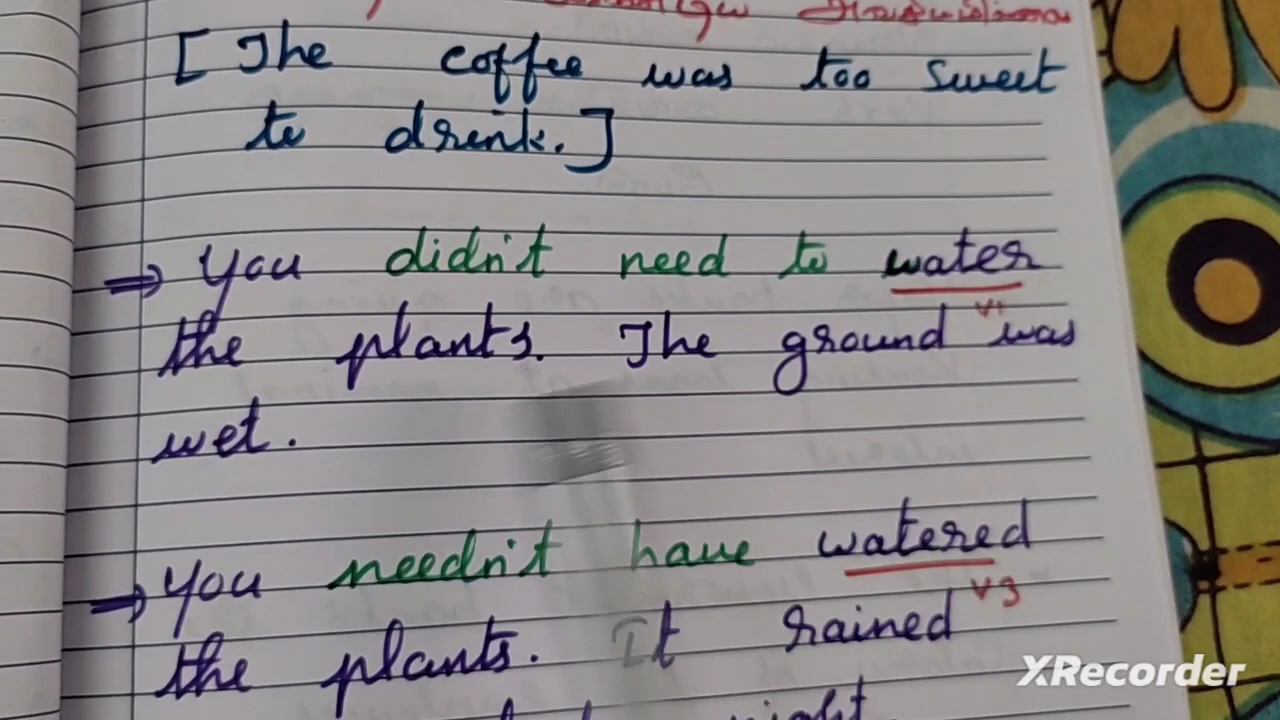 [ The coffee was too sweet
to drink. ]
⇒ You didn't need to water
V1
the plants. The ground was
wet.
⇒ You needn't have watered
V3
the plants. It rained
night
XRecorder